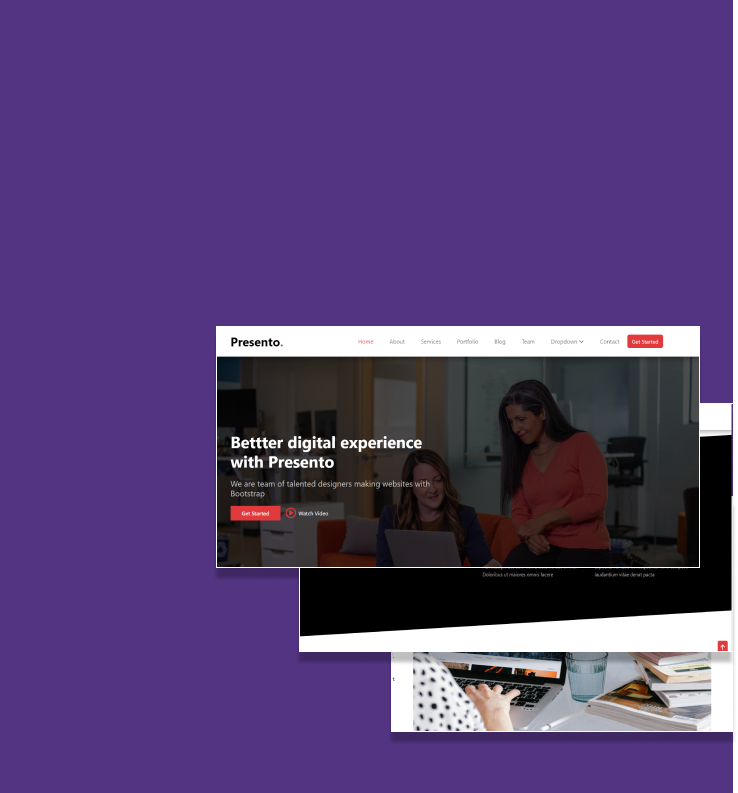 Presento.
Home About Services Portfolio Blog Team Dropdown Contact Get Started
Bettter digital experience
with Presento
We are team of talented designers making websites with
Bootstrap
Get Started Watch Video
Doloribus ut maiores omnis facere
laudantium vitae denat pacta
t